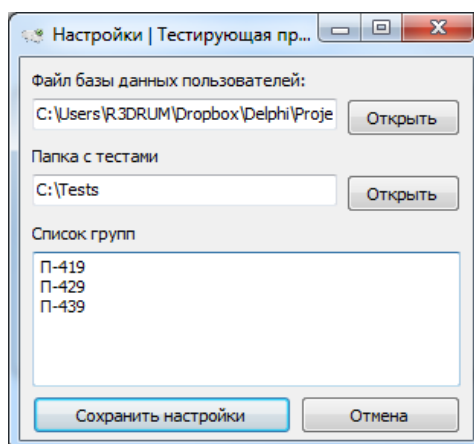 Настройки | Тестирующая пр...
Файл базы данных пользователей:
C:\Users\R3DRUM\Dropbox\Delphi\Proje
Открыть
Папка с тестами
C:\Tests
Открыть
Список групп
П-419
П-429
П-439
Сохранить настройки
Отмена